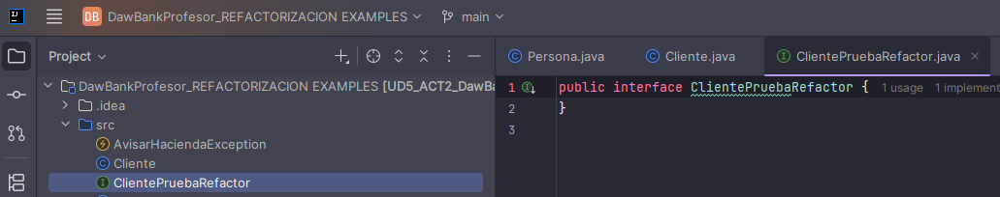 DB DawBankProfesor_REFACTORIZACION EXAMPLES main
Project
Persona.java Cliente.java ClientePruebaRefactor.java
DawBankProfesor_REFACTORIZACION EXAMPLES [UD5_ACT2_DawBa
.idea
src
AvisarHaciendaException
Cliente
ClientePruebaRefactor
1 public interface ClientePruebaRefactor { 1 usage 1 implement
2 }
3